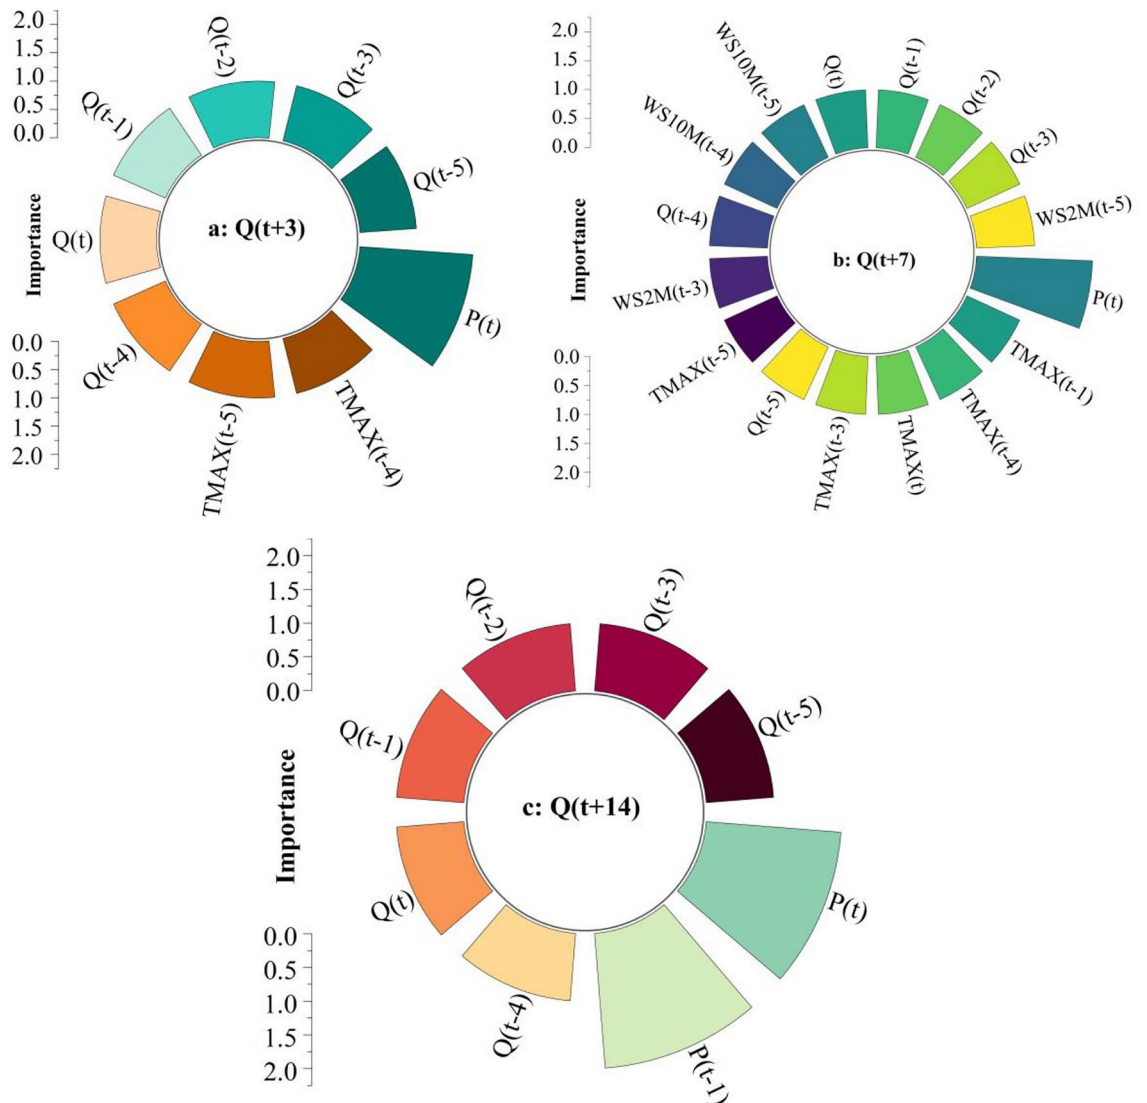 2.0
1.5
1.0
0.5
0.0
Importance
0.0
0.5
1.0
1.5
2.0
Q(t-2)
Q(t-3)
Q(t-1)
Q(t-5)
Q(t)
a: Q(t+3)
P(t)
Q(t-4)
TMAX(t-5)
TMAX(t-4)
2.0
1.5
1.0
0.5
0.0
Importance
0.0
0.5
1.0
1.5
2.0
WS10M(t-5)
Q(t)
Q(t-1)
Q(t-2)
WS10M(t-4)
Q(t-3)
Q(t-4)
WS2M(t-5)
b: Q(t+7)
WS2M(t-3)
P(t)
TMAX(t-5)
TMAX(t-1)
Q(t-5)
TMAX(t-3)
TMAX(t)
TMAX(t-4)
2.0
1.5
1.0
0.5
0.0
Importance
0.0
0.5
1.0
1.5
2.0
Q(t-2)
Q(t-3)
Q(t-1)
Q(t-5)
c: Q(t+14)
Q(t)
P(t)
Q(t-4)
P(t-1)